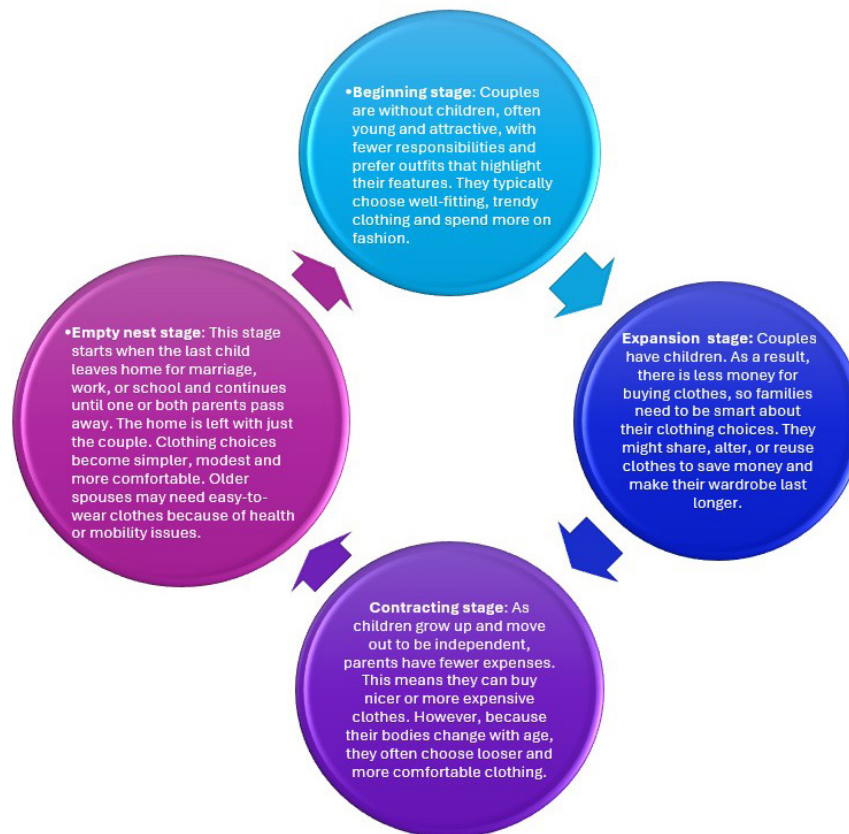 •Beginning stage: Couples
are without children, often
young and attractive, with
fewer responsibilities and
prefer outfits that highlight
their features. They typically
choose well-fitting, trendy
clothing and spend more on
fashion.
Expansion stage: Couples
have children. As a result,
there is less money for
buying clothes, so families
need to be smart about
their clothing choices. They
might share, alter, or reuse
clothes to save money and
make their wardrobe last
longer.
Contracting stage: As
children grow up and move
out to be independent,
parents have fewer expenses.
This means they can buy
nicer or more expensive
clothes. However, because
their bodies change with age,
they often choose looser and
more comfortable clothing.
•Empty nest stage: This stage
starts when the last child
leaves home for marriage,
work, or school and continues
until one or both parents pass
away. The home is left with just
the couple. Clothing choices
become simpler, modest and
more comfortable. Older
spouses may need easy-to-
wear clothes because of health
or mobility issues.